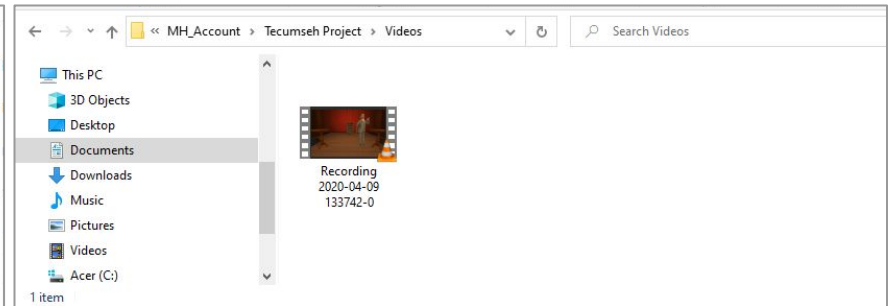 « MH_Account > Tecumseh Project > Videos
Search Videos
This PC
3D Objects
Desktop
Documents
Downloads
Music
Pictures
Videos
Acer (C:)
Recording
2020-04-09
133742-0
1 item